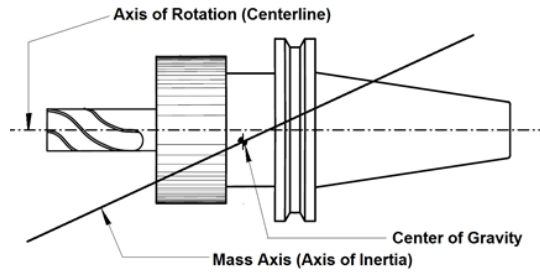 Axis of Rotation (Centerline)
Center of Gravity
Mass Axis (Axis of Inertia)